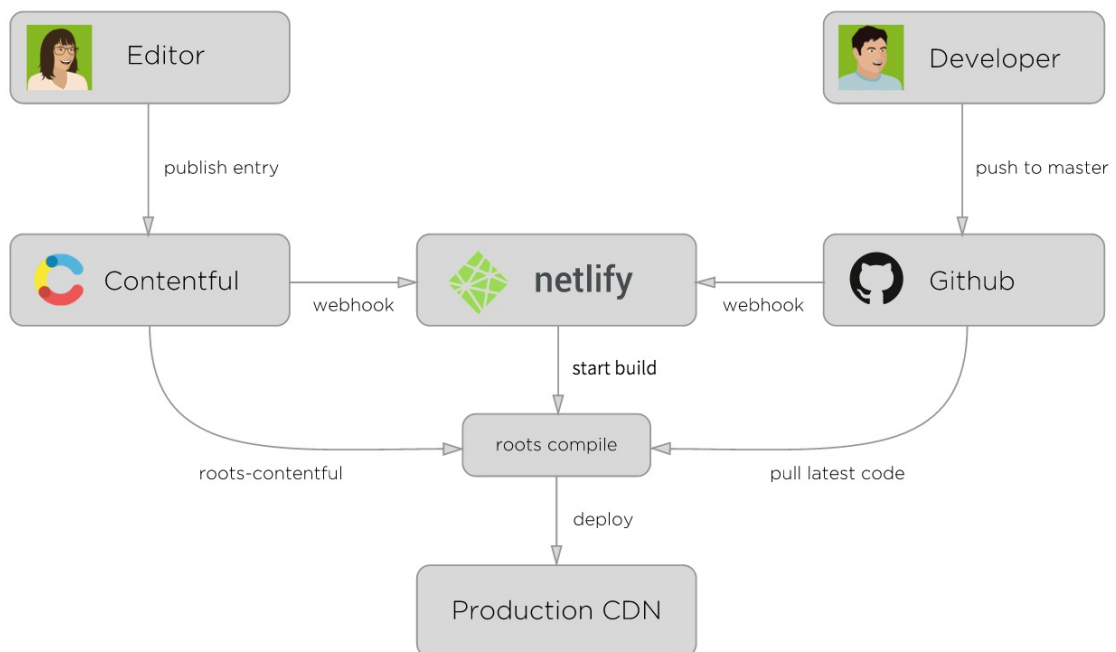 Editor
Developer
publish entry
push to master
Contentful
netlify
Github
webhook
webhook
start build
roots compile
roots-contentful
pull latest code
deploy
Production CDN